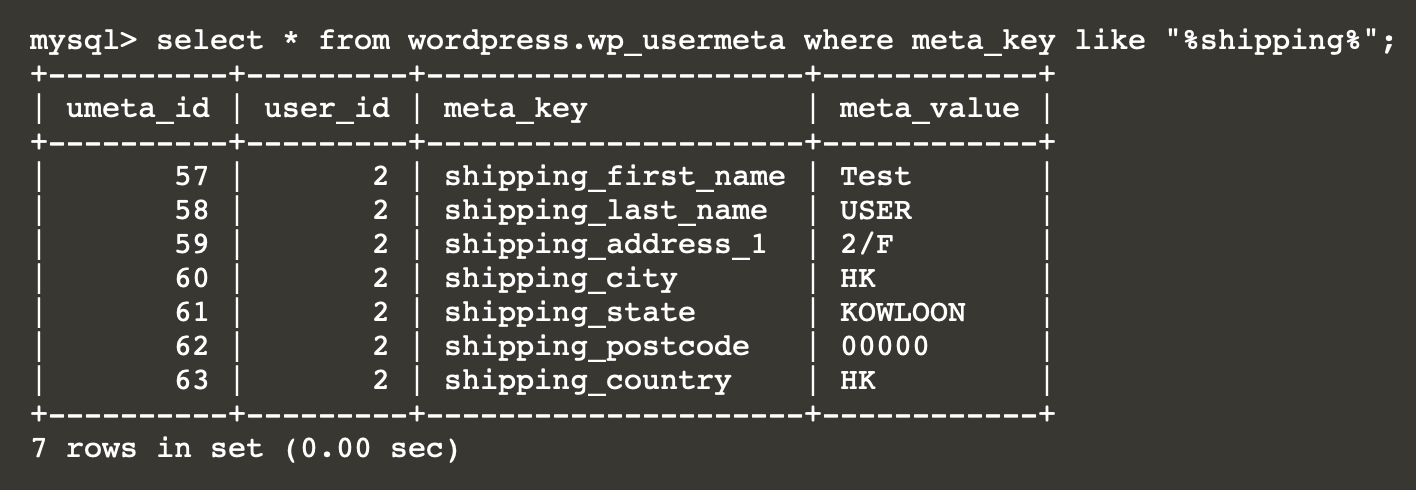 mysql> select * from wordpress.wp_usermeta where meta_key like "%shipping%";
+----------+---------+---------------------+------------+
| umeta_id | user_id | meta_key            | meta_value |
+----------+---------+---------------------+------------+
|       57 |       2 | shipping_first_name | Test       |
|       58 |       2 | shipping_last_name  | USER       |
|       59 |       2 | shipping_address_1  | 2/F        |
|       60 |       2 | shipping_city       | HK         |
|       61 |       2 | shipping_state      | KOWLOON    |
|       62 |       2 | shipping_postcode   | 00000      |
|       63 |       2 | shipping_country    | HK         |
+----------+---------+---------------------+------------+
7 rows in set (0.00 sec)